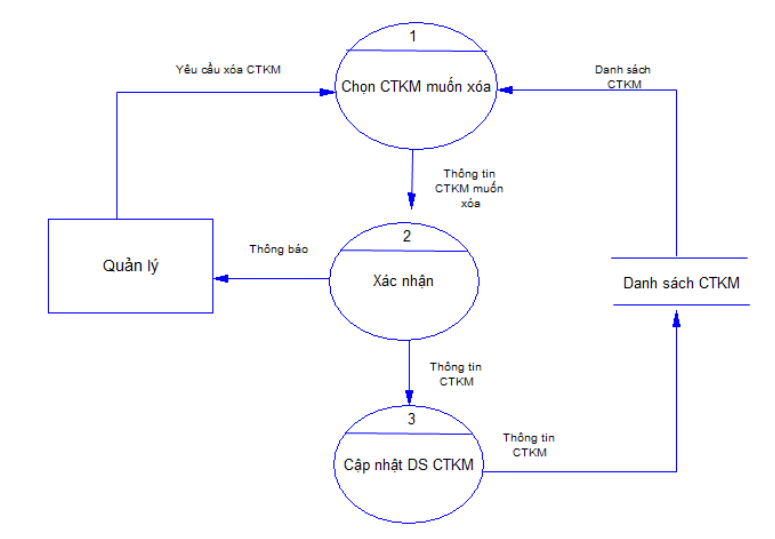 1
Yêu cầu xóa CTKM
Chọn CTKM muốn xóa
Danh sách
CTKM
Thông tin
CTKM muốn
xóa
2
Thông báo
Quản lý
Xác nhận
Danh sách CTKM
Thông tin
CTKM
3
Cập nhật DS CTKM
Thông tin
CTKM